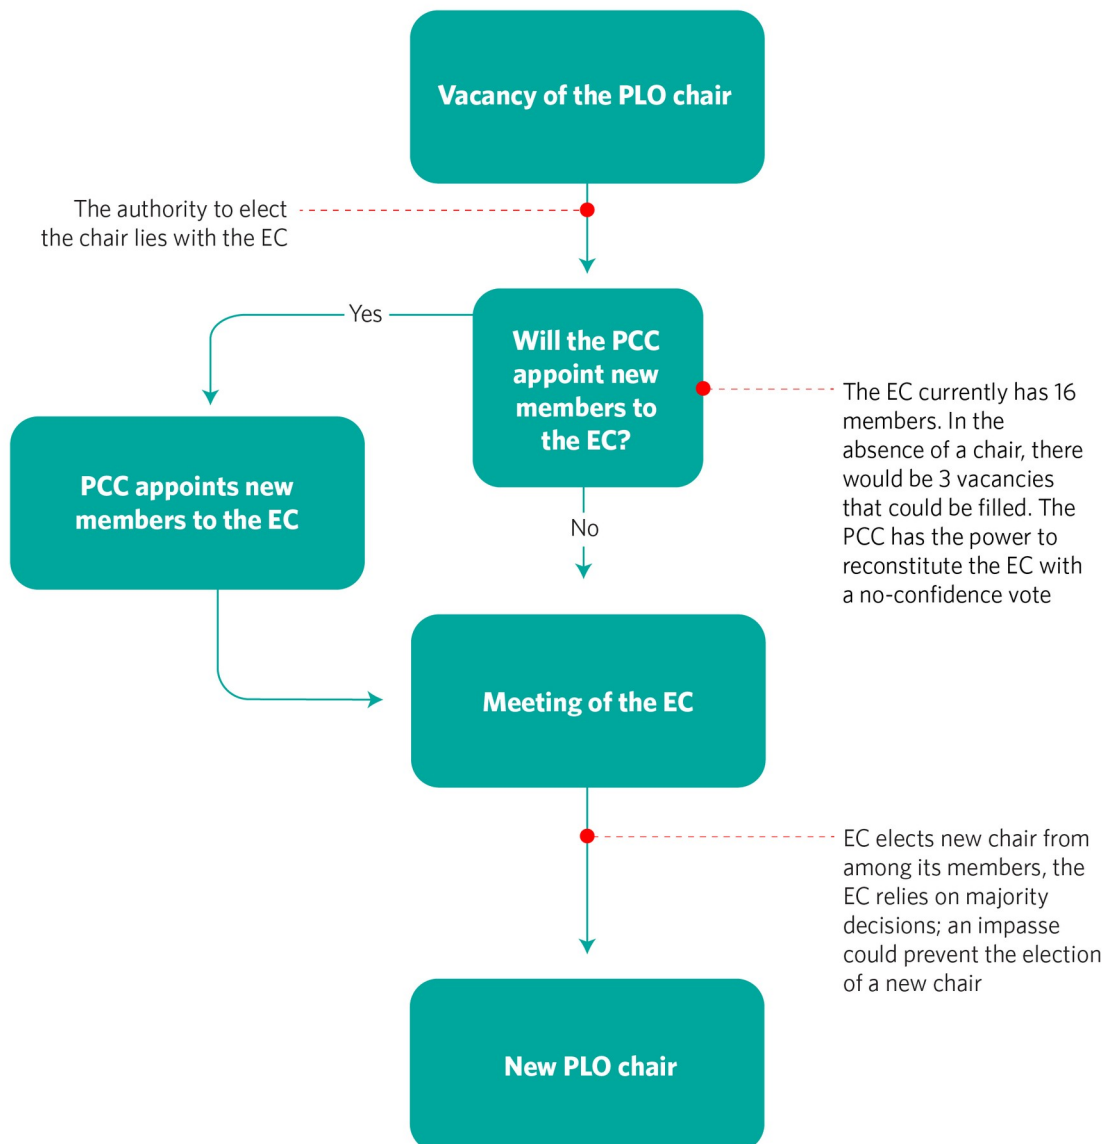 Vacancy of the PLO chair
The authority to elect
the chair lies with the EC
Yes
Will the PCC
appoint new
members to
the EC?
The EC currently has 16
members. In the
absence of a chair, there
would be 3 vacancies
that could be filled. The
PCC has the power to
reconstitute the EC with
a no-confidence vote
PCC appoints new
members to the EC
No
Meeting of the EC
EC elects new chair from
among its members, the
EC relies on majority
decisions; an impasse
could prevent the election
of a new chair
New PLO chair